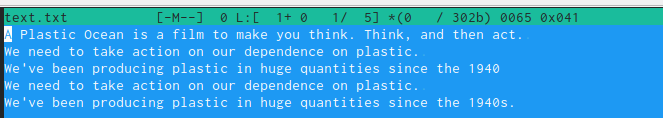 text.txt [-M--] 0 L:[ 1+ 0 1/ 5] *(0 / 302b) 0065 0x041
A Plastic Ocean is a film to make you think. Think, and then act.
We need to take action on our dependence on plastic.
We've been producing plastic in huge quantities since the 1940
We need to take action on our dependence on plastic.
We've been producing plastic in huge quantities since the 1940s.